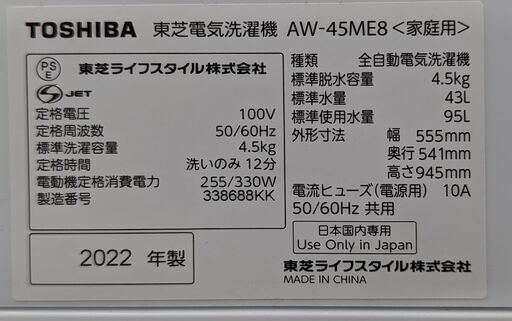 TOSHIBA 東芝電気洗濯機 AW-45ME8<家庭用>
PS
E
東芝ライフスタイル株式会社
S JET
定格電圧 100V
定格周波数 50/60Hz
標準洗濯容量 4.5kg
定格時間 洗いのみ 12分
電動機定格消費電力 255/330W
製造番号 338688KK
2022 年製
種類 全自動電気洗濯機
標準脱水容量 4.5kg
標準水量 43L
標準使用水量 95L
外形寸法 幅 555mm
奥行 541mm
高さ 945mm
電流ヒューズ(電源用) 10A
50/60Hz 共用
日本国内専用
Use Only in Japan
東芝ライフスタイル株式会社
MADE IN CHINA